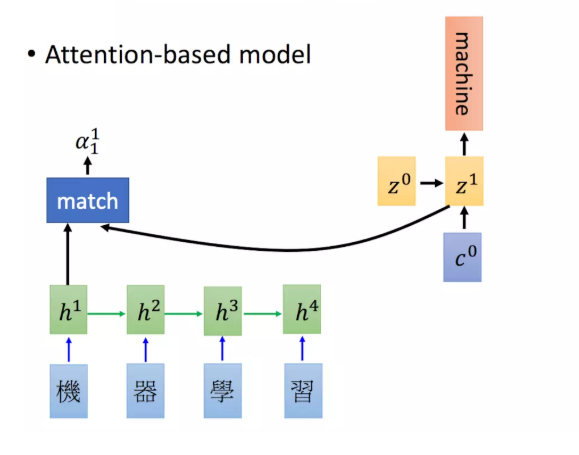 • Attention-based model
machine
α₁¹
match
z⁰
z¹
c⁰
h¹
h²
h³
h⁴
機
器
學
習